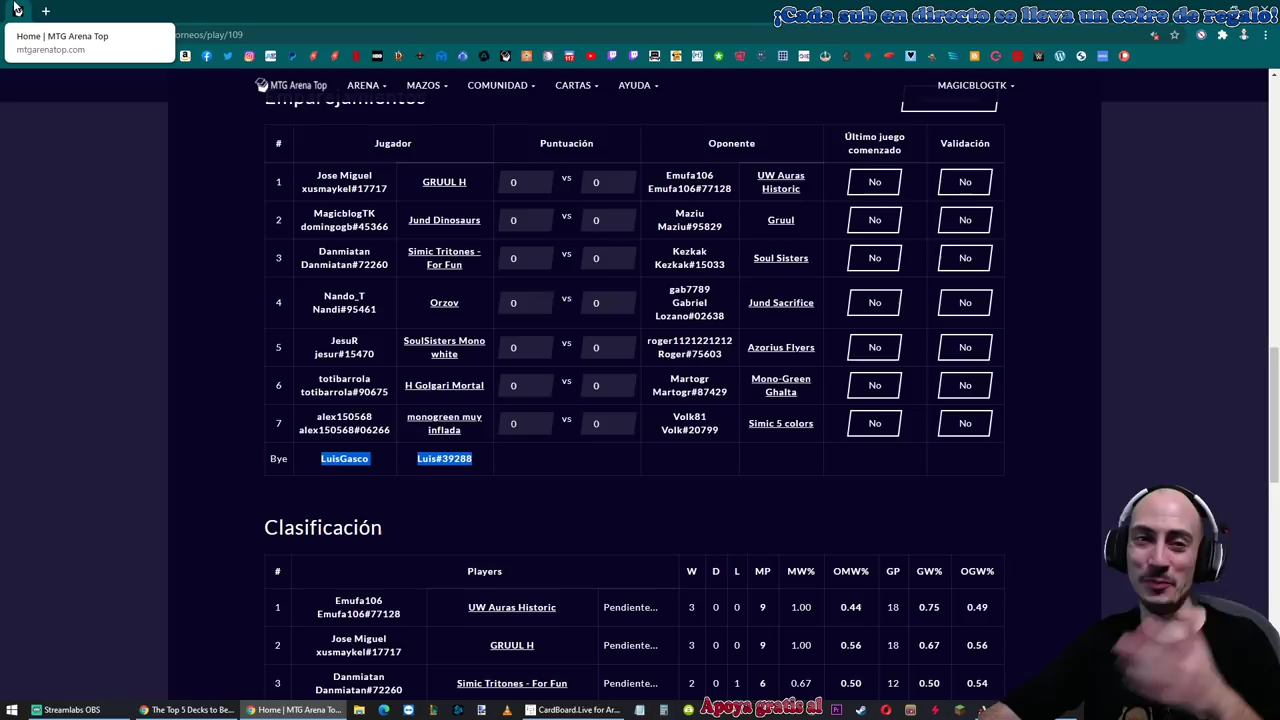 ¡Cada sub en directo se lleva un cofre de regalo!
Home | MTG Arena Top
mtgarenatop.com
orneos/play/109
MTG Arena Top ARENA MAZOS COMUNIDAD CARTAS AYUDA MAGICBLOGTK
Emparejamientos
# Jugador Puntuación Oponente Último juego comenzado Validación
1 Jose Miguel xusmaykel#17717 GRUUL H 0 vs 0 Emufa106 Emufa106#77128 UW Auras Historic No No
2 MagicblogTK domingogb#45366 Jund Dinosaurs 0 vs 0 Maziu Maziu#95829 Gruul No No
3 Danmiatan Danmiatan#72260 Simic Tritones - For Fun 0 vs 0 Kezkak Kezkak#15033 Soul Sisters No No
4 Nando_T Nandi#95461 Orzov 0 vs 0 gab7789 Gabriel Lozano#02638 Jund Sacrifice No No
5 JesuR jesur#15470 SoulSisters Mono white 0 vs 0 roger1121221212 Roger#75603 Azorius Flyers No No
6 totibarrola totibarrola#90675 H Golgari Mortal 0 vs 0 Martogr Martogr#87429 Mono-Green Ghalta No No
7 alex150568 alex150568#06266 monogreen muy inflada 0 vs 0 Volk81 Volk#20799 Simic 5 colors No No
Bye LuisGasco Luis#39288
Clasificación
# Players W D L MP MW% OMW% GP GW% OGW%
1 Emufa106 Emufa106#77128 UW Auras Historic Pendiente... 3 0 0 9 1.00 0.44 18 0.75 0.49
2 Jose Miguel xusmaykel#17717 GRUUL H Pendiente... 3 0 0 9 1.00 0.56 18 0.67 0.56
3 Danmiatan Danmiatan#72260 Simic Tritones - For Fun Pendiente... 2 0 1 6 0.67 0.50 12 0.50 0.54
Streamlabs OBS The Top 5 Decks to Be... Home | MTG Arena To... CardBoard.Live for Ar...
Apoya gratis al